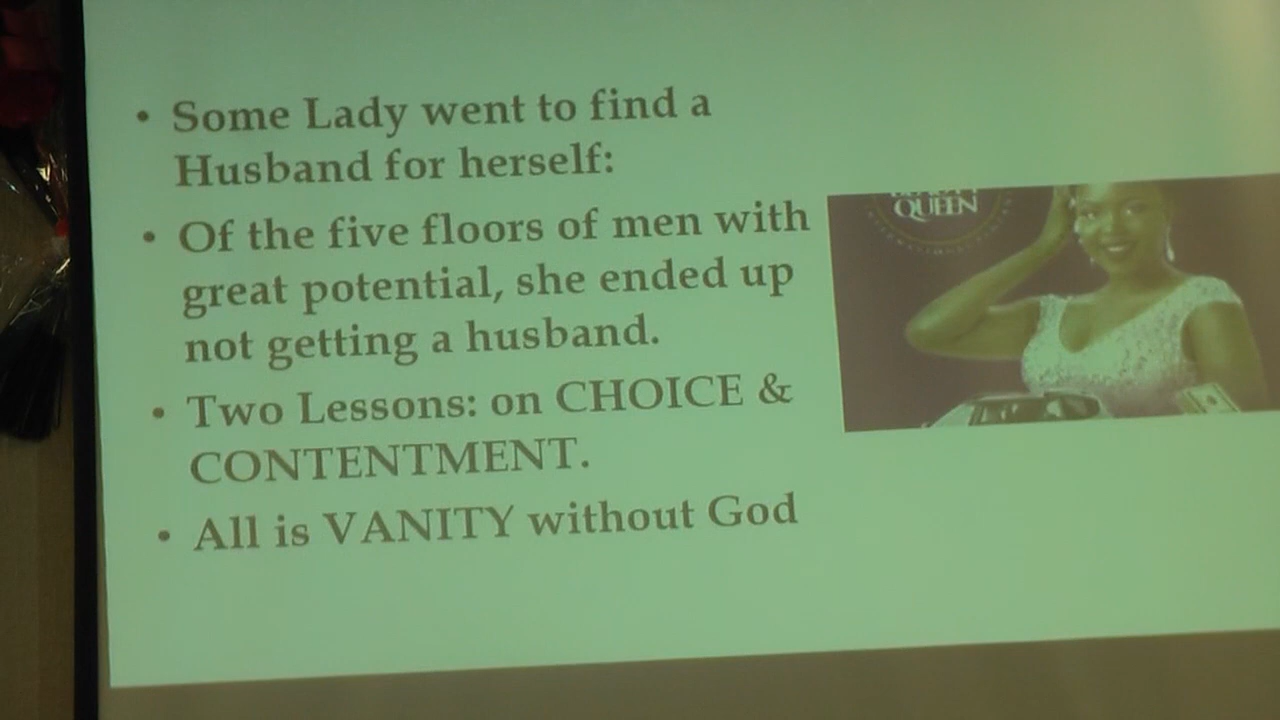 • Some Lady went to find a
Husband for herself:
• Of the five floors of men with
great potential, she ended up
not getting a husband.
• Two Lessons: on CHOICE &
CONTENTMENT.
• All is VANITY without God
QUEEN